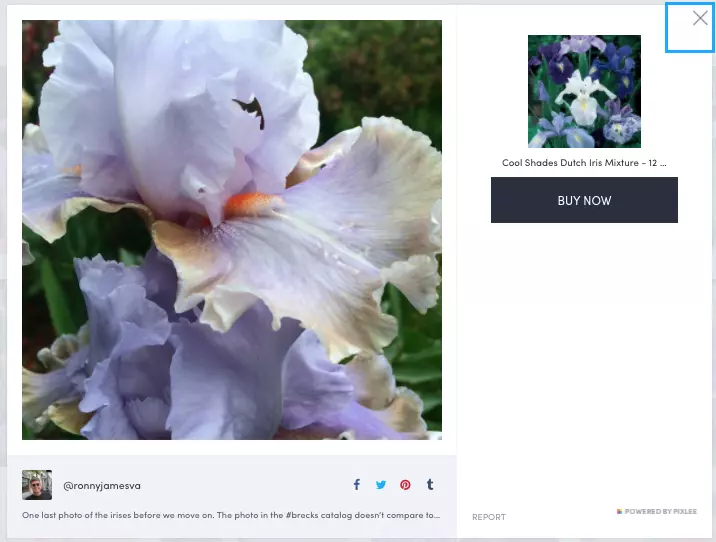 @ronnyjamesva
One last photo of the irises before we move on. The photo in the #brecks catalog doesn't compare to...
Cool Shades Dutch Iris Mixture - 12 ...
BUY NOW
REPORT
POWERED BY PIXLEE